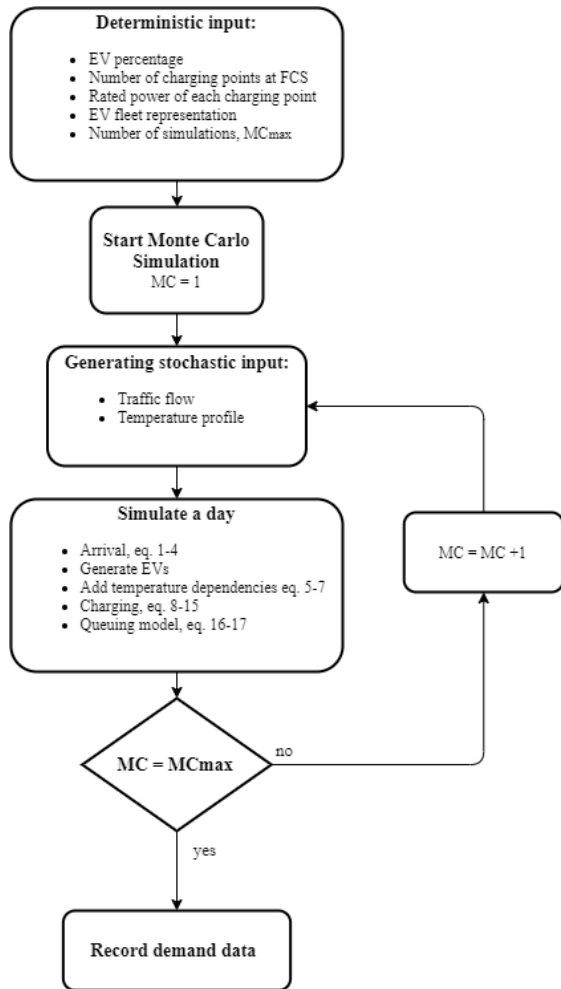 Deterministic input:
• EV percentage
• Number of charging points at FCS
• Rated power of each charging point
• EV fleet representation
• Number of simulations, MCmax
Start Monte Carlo
Simulation
MC = 1
Generating stochastic input:
• Traffic flow
• Temperature profile
Simulate a day
• Arrival, eq. 1-4
• Generate EVs
• Add temperature dependencies eq. 5-7
• Charging, eq. 8-15
• Queuing model, eq. 16-17
MC = MC +1
MC = MCmax
no
yes
Record demand data